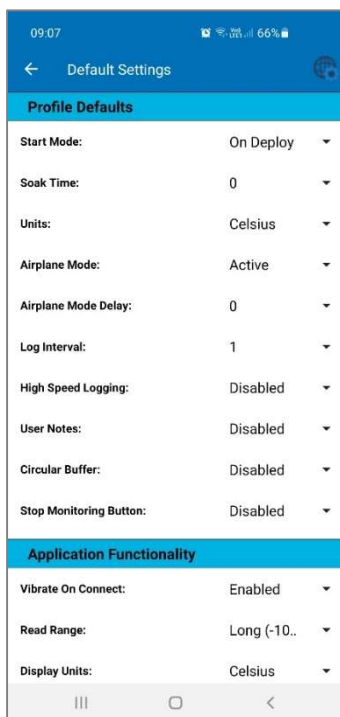 09:07 66%
Default Settings
Profile Defaults
Start Mode: On Deploy
Soak Time: 0
Units: Celsius
Airplane Mode: Active
Airplane Mode Delay: 0
Log Interval: 1
High Speed Logging: Disabled
User Notes: Disabled
Circular Buffer: Disabled
Stop Monitoring Button: Disabled
Application Functionality
Vibrate On Connect: Enabled
Read Range: Long (-10..
Display Units: Celsius